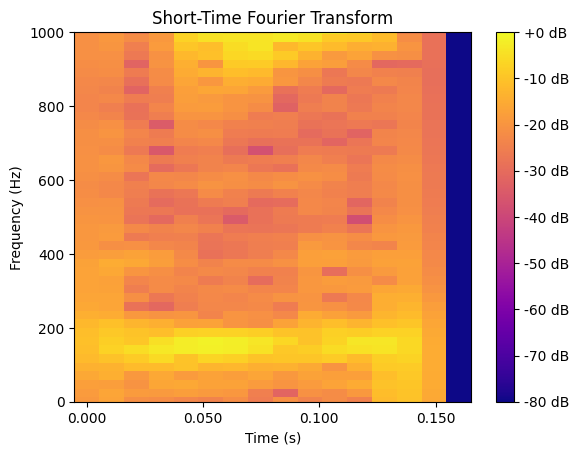 Short-Time Fourier Transform
1000
800
600
400
200
0
Frequency (Hz)
0.000
0.050
0.100
0.150
Time (s)
+0 dB
-10 dB
-20 dB
-30 dB
-40 dB
-50 dB
-60 dB
-70 dB
-80 dB